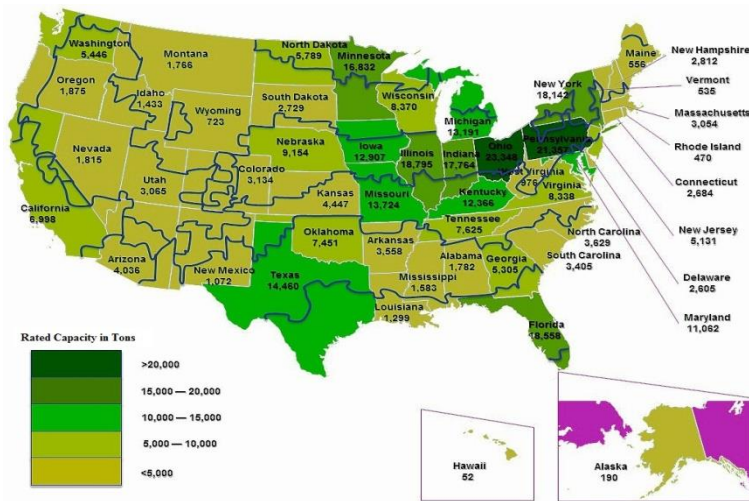 Washington
5,446
Oregon
1,875
Montana
1,766
Idaho
1,433
Wyoming
723
Nevada
1,815
Utah
3,065
California
6,998
Arizona
4,036
Colorado
3,134
New Mexico
1,072
North Dakota
5,789
South Dakota
2,729
Nebraska
9,154
Kansas
4,447
Oklahoma
7,451
Texas
14,460
Minnesota
16,832
Iowa
12,907
Missouri
13,724
Arkansas
3,558
Louisiana
1,299
Wisconsin
8,370
Illinois
18,795
Michigan
13,191
Indiana
17,764
Ohio
23,348
Kentucky
12,366
Tennessee
7,625
Mississippi
1,583
Alabama
1,782
Georgia
5,305
Florida
18,558
South Carolina
3,405
North Carolina
3,629
Virginia
8,338
West Virginia
976
Pennsylvania
21,357
New York
18,142
Maine
556
New Hampshire
2,812
Vermont
535
Massachusetts
3,054
Rhode Island
470
Connecticut
2,684
New Jersey
5,131
Delaware
2,605
Maryland
11,062
Rated Capacity in Tons
>20,000
15,000 — 20,000
10,000 — 15,000
5,000 — 10,000
<5,000
Hawaii
52
Alaska
190